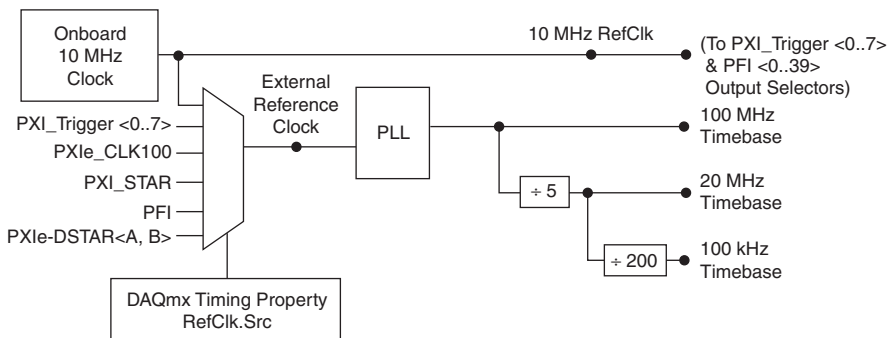 Onboard
10 MHz
Clock
10 MHz RefClk
(To PXI_Trigger <0..7>
& PFI <0..39>
Output Selectors)
External
Reference
Clock
PXI_Trigger <0..7>
PXIe_CLK100
PXI_STAR
PFI
PXIe-DSTAR<A, B>
PLL
100 MHz
Timebase
÷ 5
20 MHz
Timebase
÷ 200
100 kHz
Timebase
DAQmx Timing Property
RefClk.Src